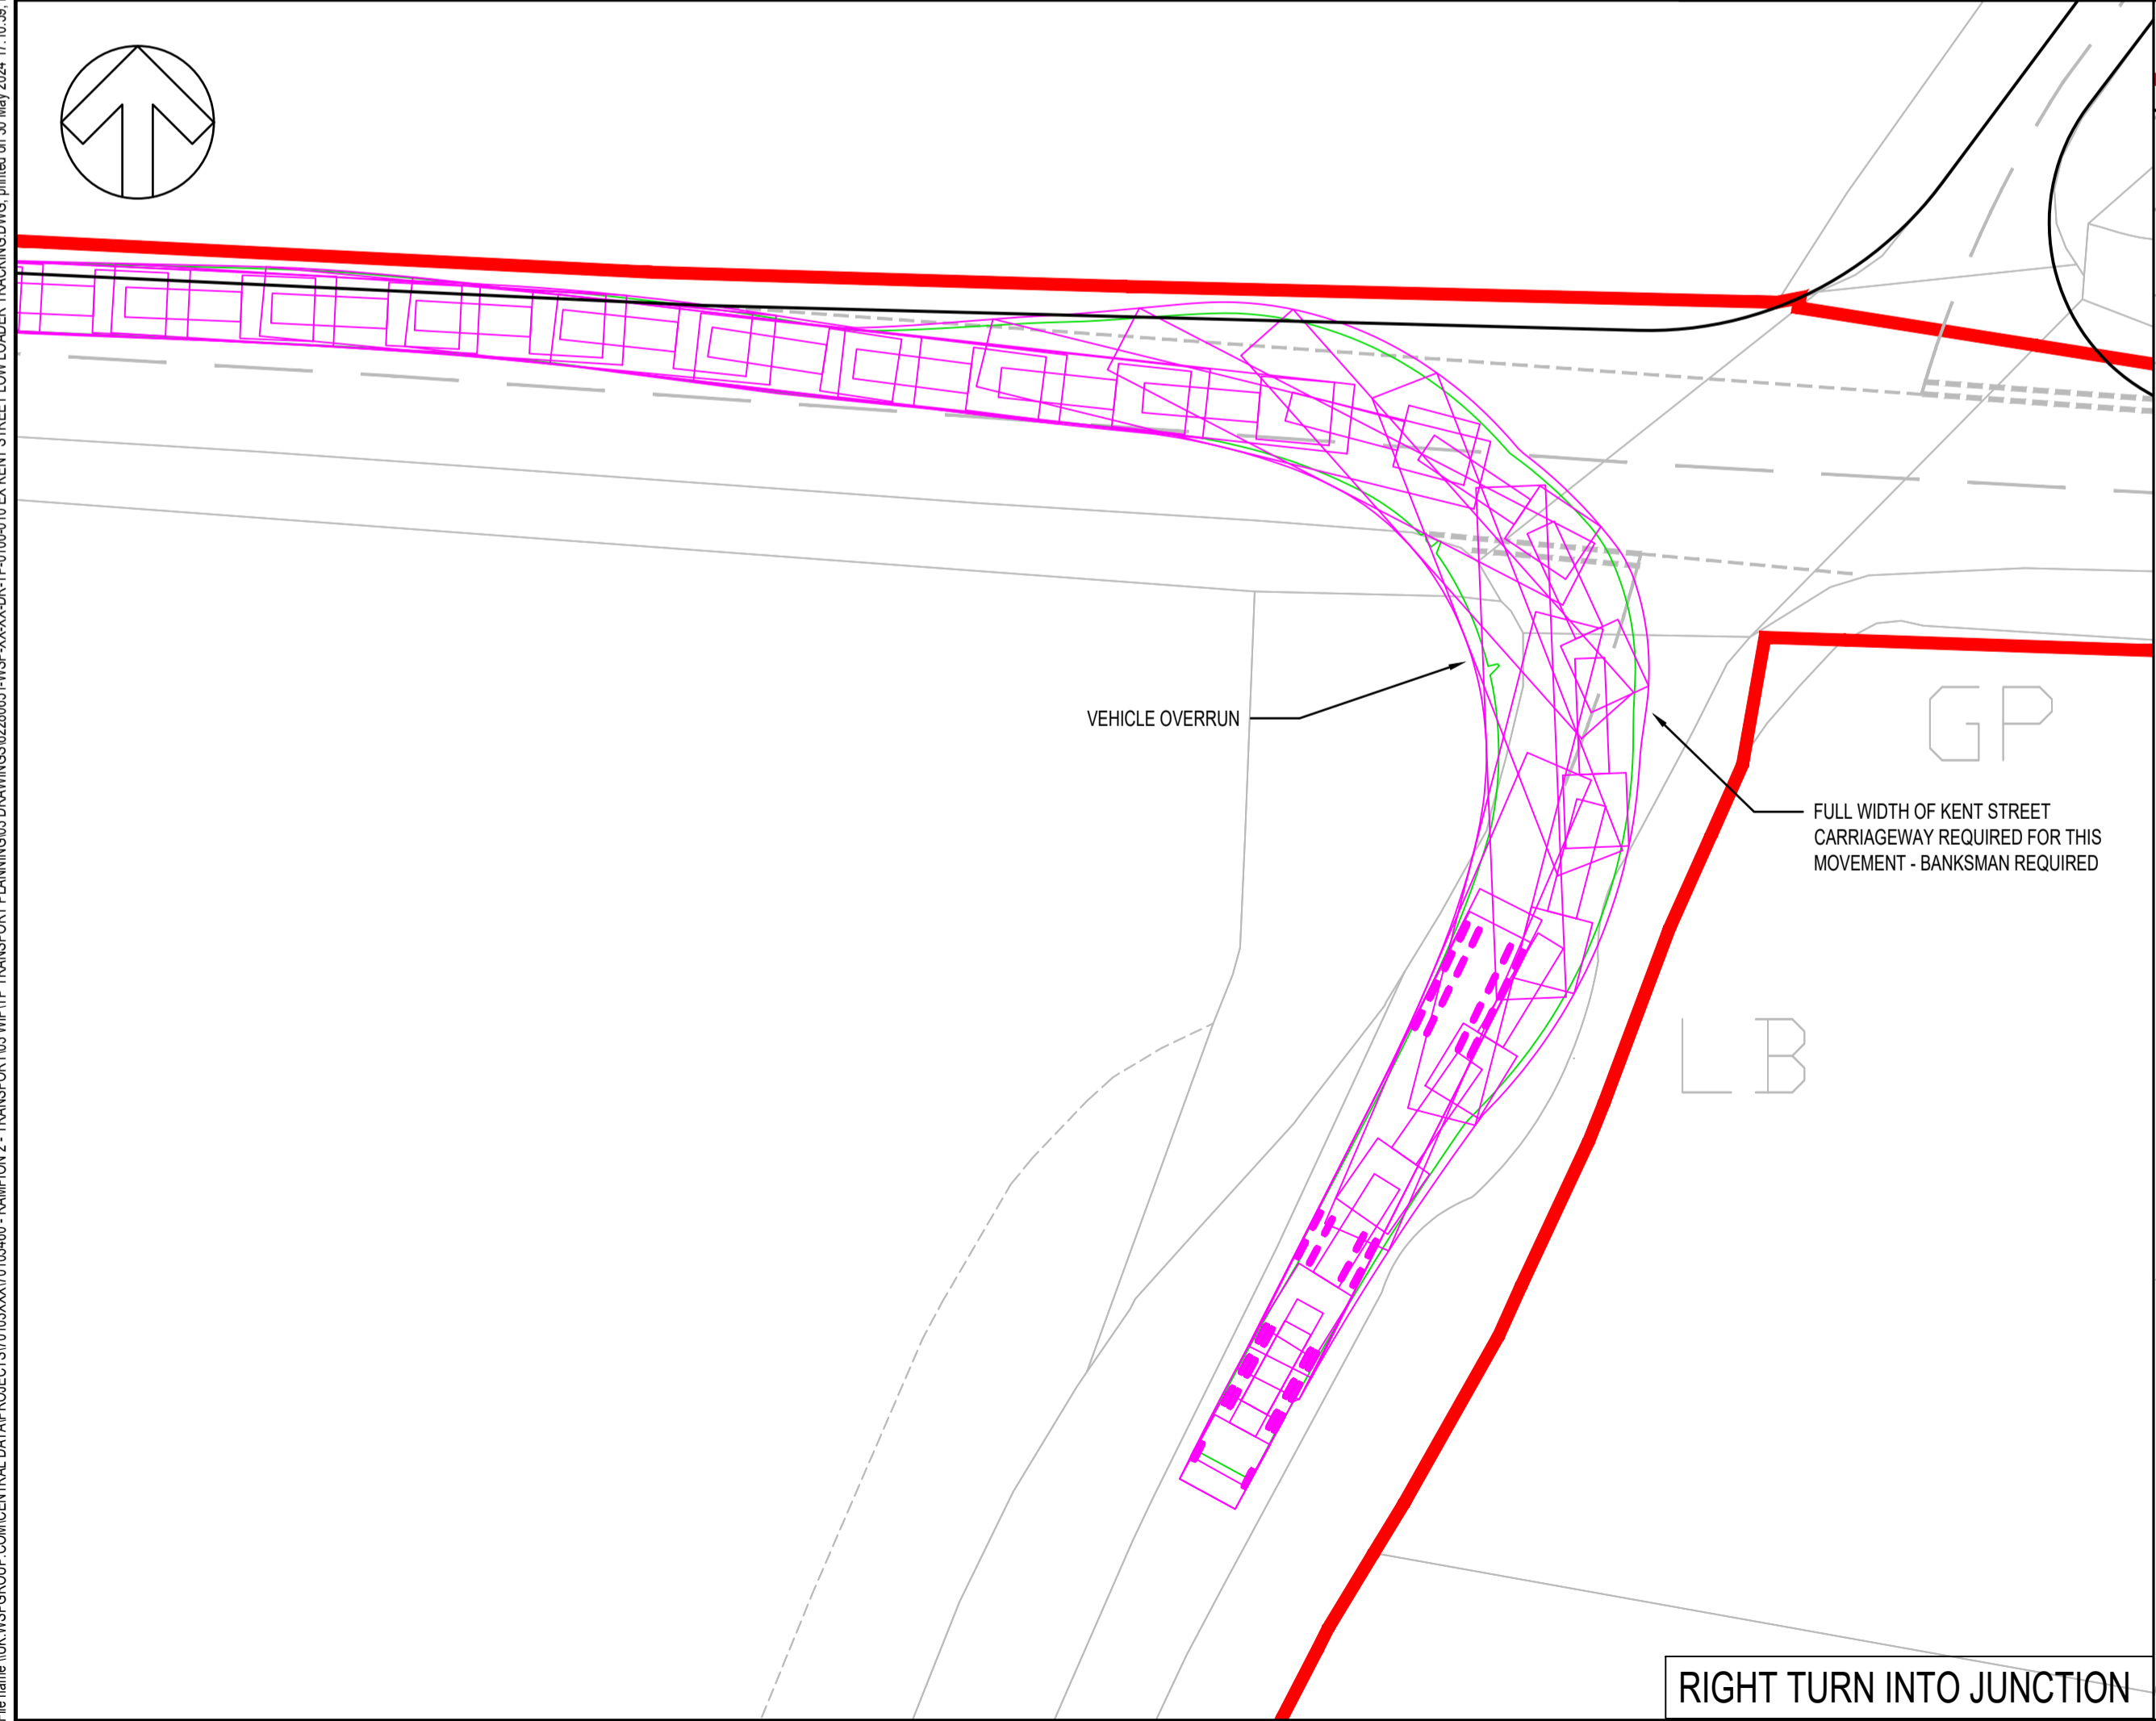 VEHICLE OVERRUN
GP
FULL WIDTH OF KENT STREET
CARRIAGEWAY REQUIRED FOR THIS
MOVEMENT - BANKSMAN REQUIRED
LB
RIGHT TURN INTO JUNCTION